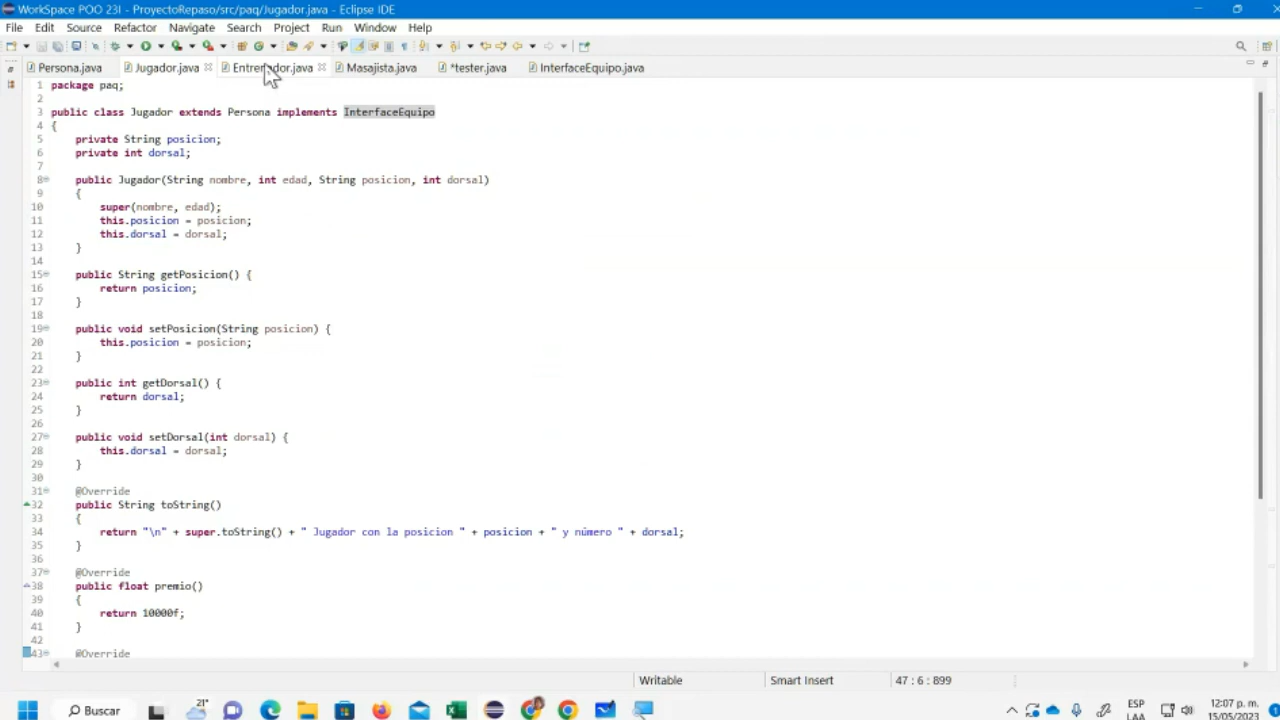 WorkSpace POO 23I - ProyectoRepaso/src/paq/Jugador.java - Eclipse IDE
File Edit Source Refactor Navigate Search Project Run Window Help
Persona.java Jugador.java Entrenador.java Masajista.java *tester.java InterfaceEquipo.java
1 package paq;
2
3 public class Jugador extends Persona implements InterfaceEquipo
4 {
5 private String posicion;
6 private int dorsal;
7
8 public Jugador(String nombre, int edad, String posicion, int dorsal)
9 {
10 super(nombre, edad);
11 this.posicion = posicion;
12 this.dorsal = dorsal;
13 }
14
15 public String getPosicion() {
16 return posicion;
17 }
18
19 public void setPosicion(String posicion) {
20 this.posicion = posicion;
21 }
22
23 public int getDorsal() {
24 return dorsal;
25 }
26
27 public void setDorsal(int dorsal) {
28 this.dorsal = dorsal;
29 }
30
31 @Override
32 public String toString()
33 {
34 return "\n" + super.toString() + " Jugador con la posicion " + posicion + " y número " + dorsal;
35 }
36
37 @Override
38 public float premio()
39 {
40 return 10000f;
41 }
42
43 @Override
Writable Smart Insert 47 : 6 : 899
21°
Buscar
ESP
LAA
12:07 p. m.
15/05/2023